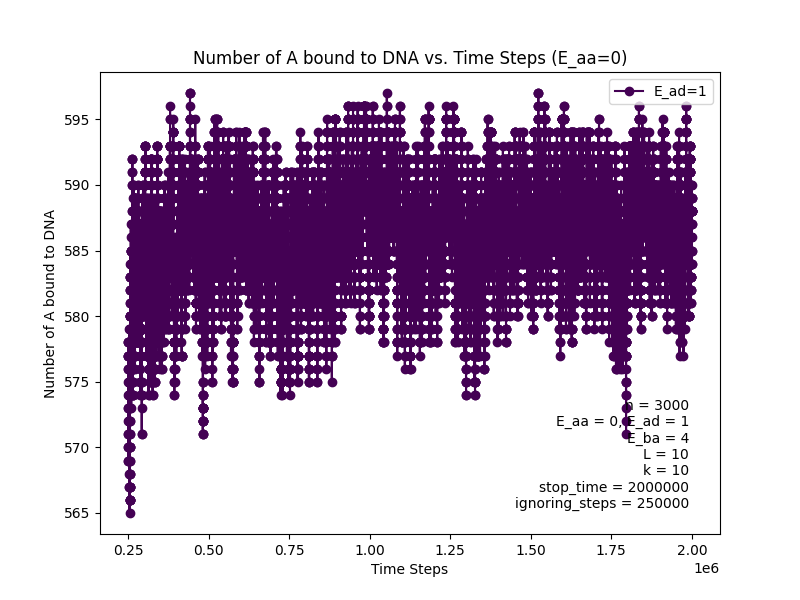 Number of A bound to DNA vs. Time Steps (E_aa=0)
E_ad=1
Number of A bound to DNA
595
590
585
580
575
570
565
n = 3000
E_aa = 0, E_ad = 1
E_ba = 4
L = 10
k = 10
stop_time = 2000000
ignoring_steps = 250000
0.25 0.50 0.75 1.00 1.25 1.50 1.75 2.00
1e6
Time Steps